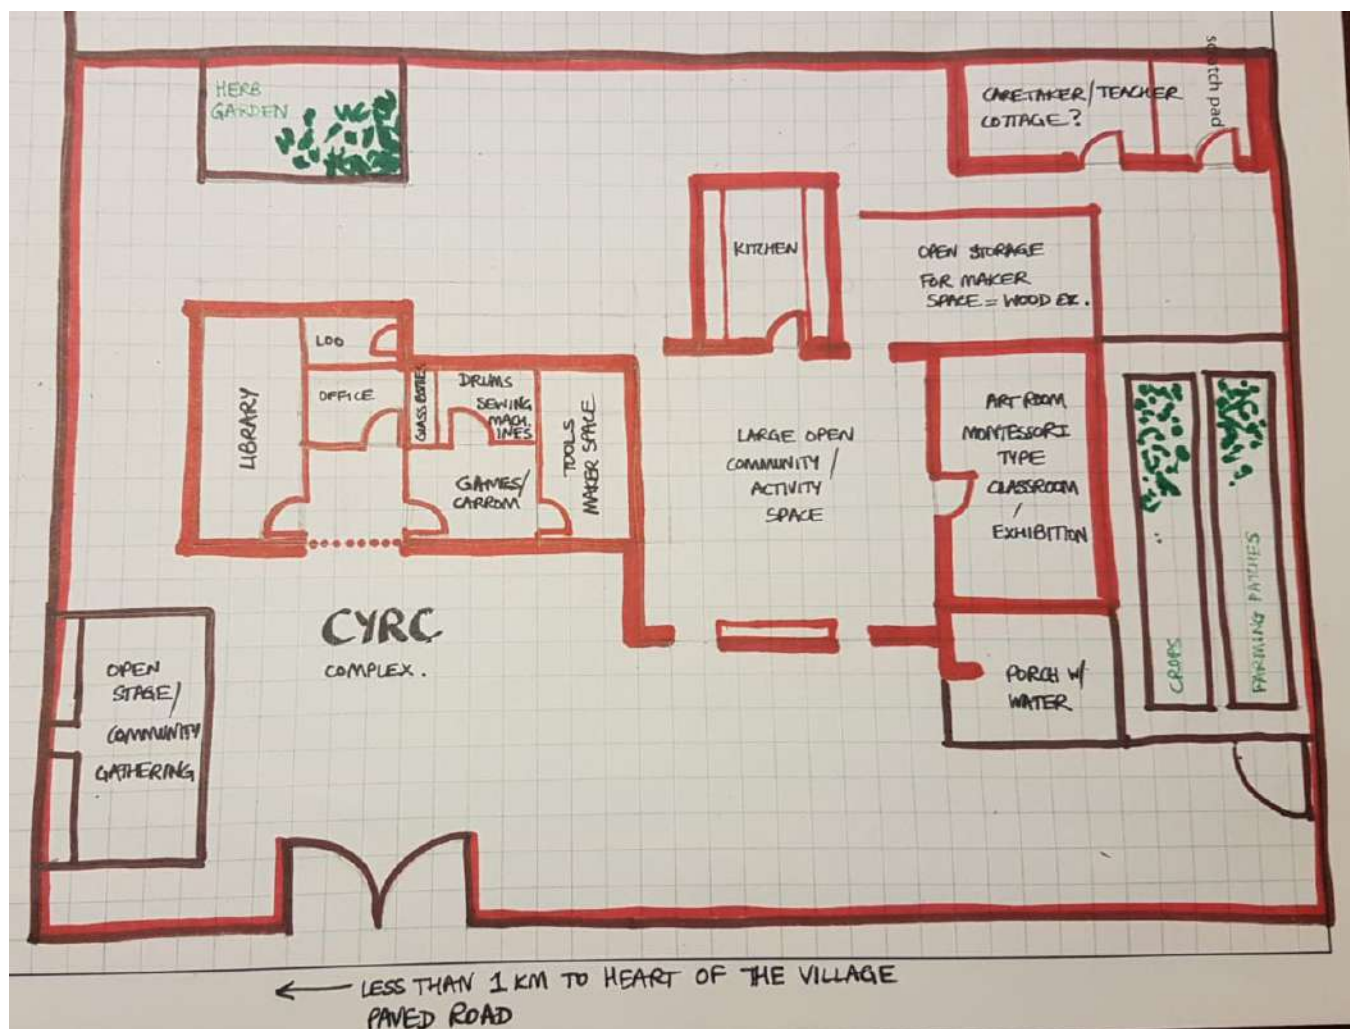 HERB
GARDEN
CARETAKER/TEACHER
COTTAGE?
scratch pad
KITCHEN
OPEN STORAGE
FOR MAKER
SPACE = WOOD EX.
LOO
OFFICE
LIBRARY
DRUMS
SEWING
MACH.
INES
GAMES/
CARROM
TOOLS
MAKER SPACE
LARGE OPEN
COMMUNITY/
ACTIVITY
SPACE
ART ROOM
MONTESSORI
TYPE
CLASSROOM
/
EXHIBITION
CROPS
FARMING PATCHES
CYRC
COMPLEX.
OPEN
STAGE/
COMMUNITY
GATHERING
PORCH W/
WATER
← LESS THAN 1 KM TO HEART OF THE VILLAGE
PAVED ROAD